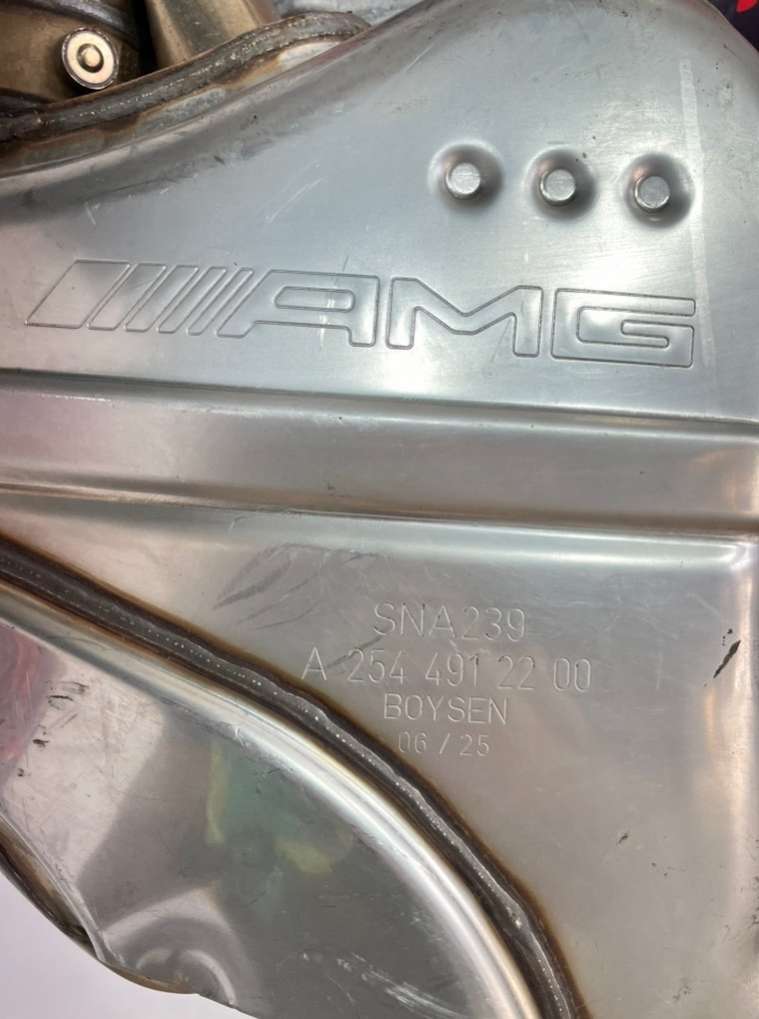 AMG
SNA239
A 254 491 22 00
BOYSEN
06 / 25